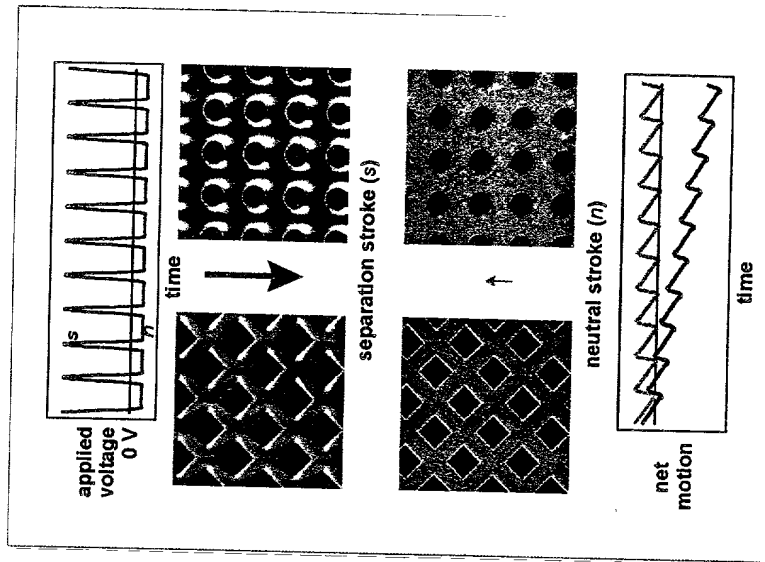 applied
voltage
0 V
s
n
time
separation stroke (s)
neutral stroke (n)
net
motion
time